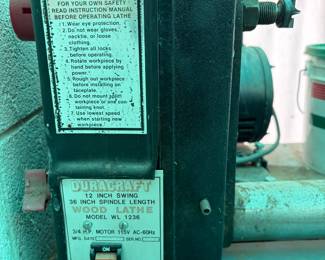 FOR YOUR OWN SAFETY
READ INSTRUCTION MANUAL
BEFORE OPERATING LATHE
1. Wear eye protection.
2. Do not wear gloves,
necktie, or loose
clothing.
3. Tighten all locks
before operating.
4. Rotate workpiece by
hand before applying
power.
5. Rough out workpiece
before installing on
faceplate.
6. Do not mount split
workpiece or one con-
taining knot.
7. Use lowest speed
when starting new
workpiece.
DURACRAFT
12 INCH SWING
36 INCH SPINDLE LENGTH
WOOD LATHE
MODEL WL 1236
3/4 H.P. MOTOR 115V AC-60Hz
MFG. DATE SERIAL NO.
ON